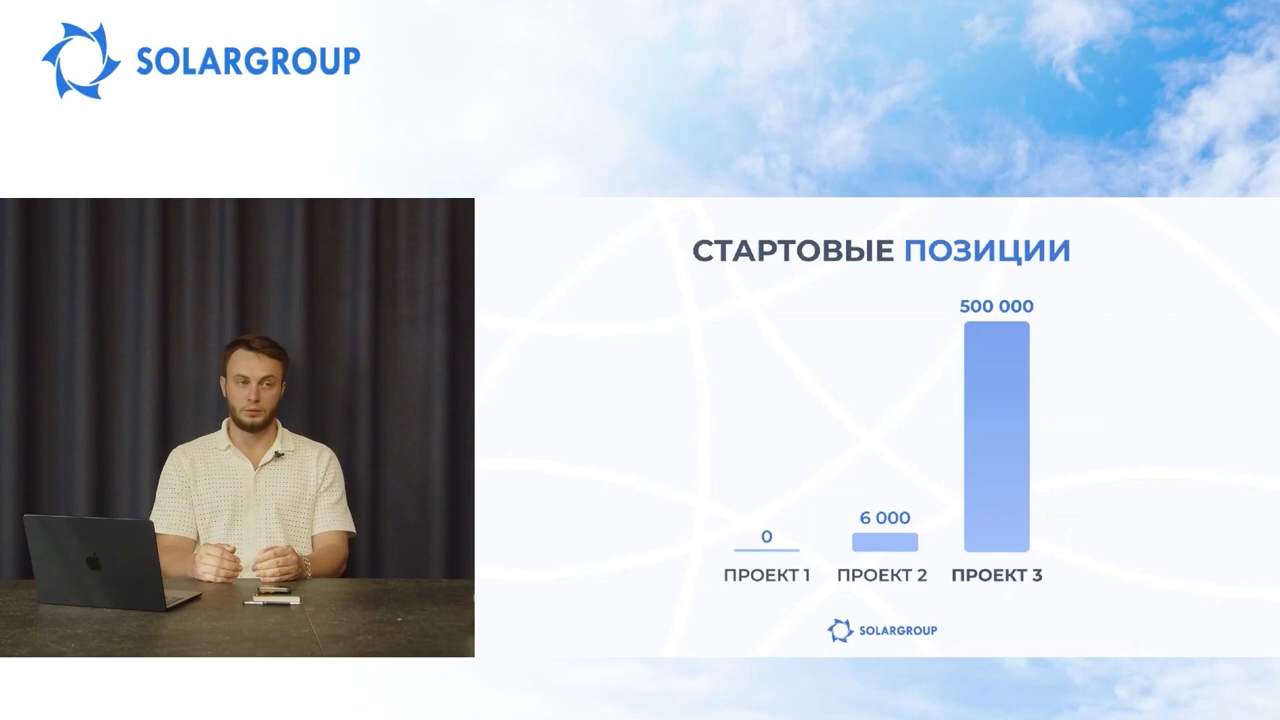 SOLARGROUP
СТАРТОВЫЕ ПОЗИЦИИ
500 000
6 000
0
ПРОЕКТ 1 ПРОЕКТ 2 ПРОЕКТ 3
SOLARGROUP